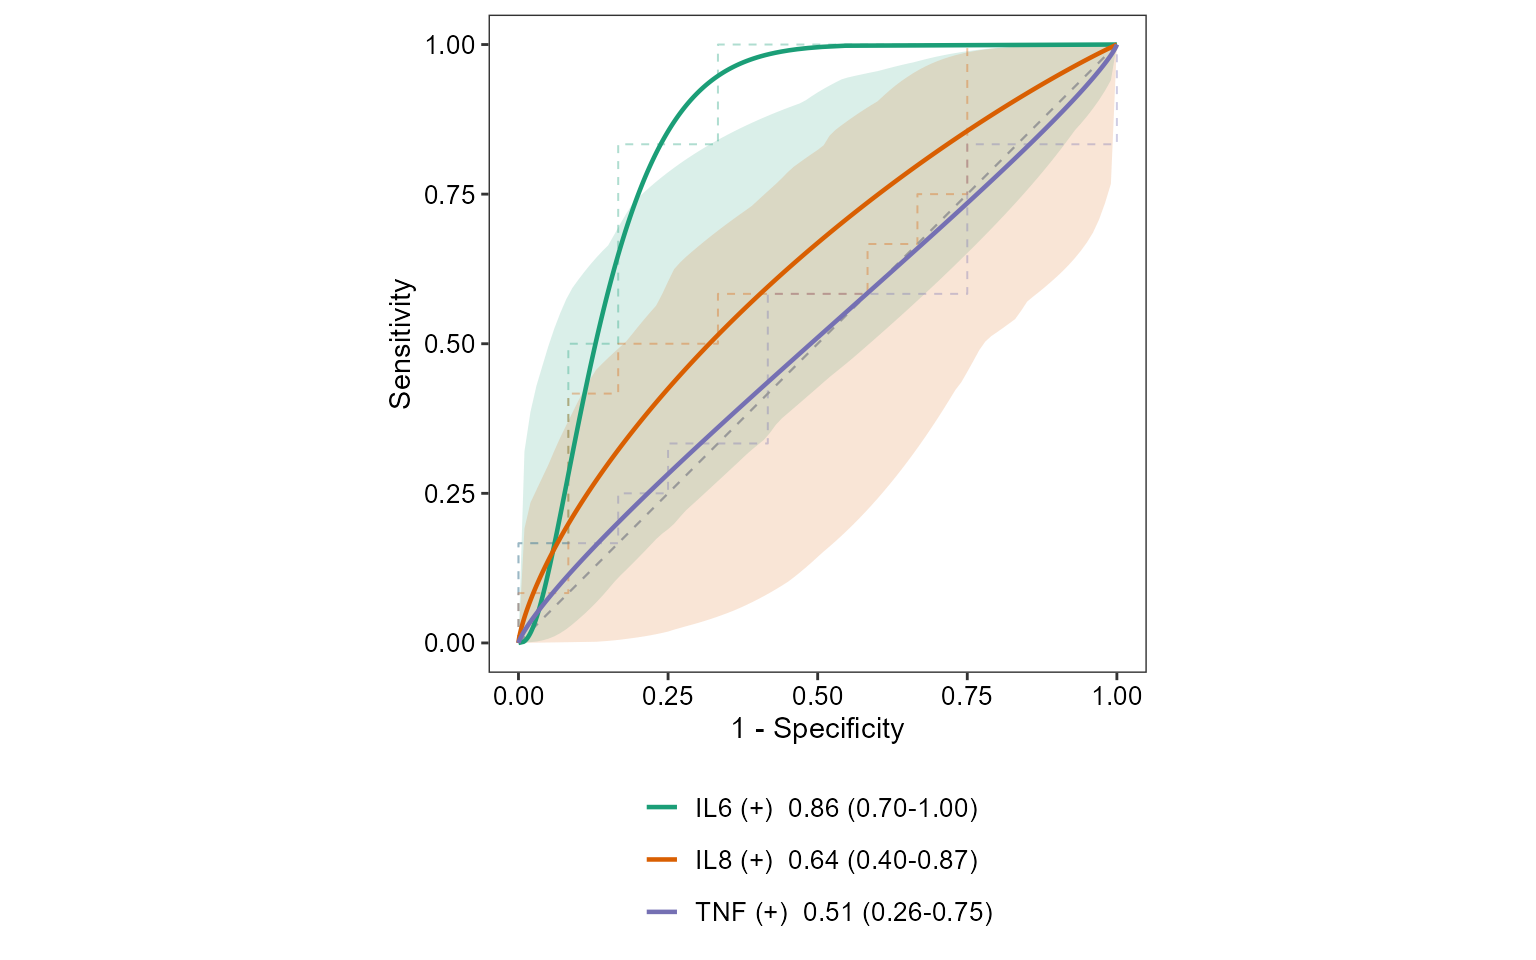 1.00
0.75
0.50
0.25
0.00
Sensitivity
0.00 0.25 0.50 0.75 1.00
1 - Specificity
IL6 (+)  0.86 (0.70-1.00)
IL8 (+)  0.64 (0.40-0.87)
TNF (+)  0.51 (0.26-0.75)